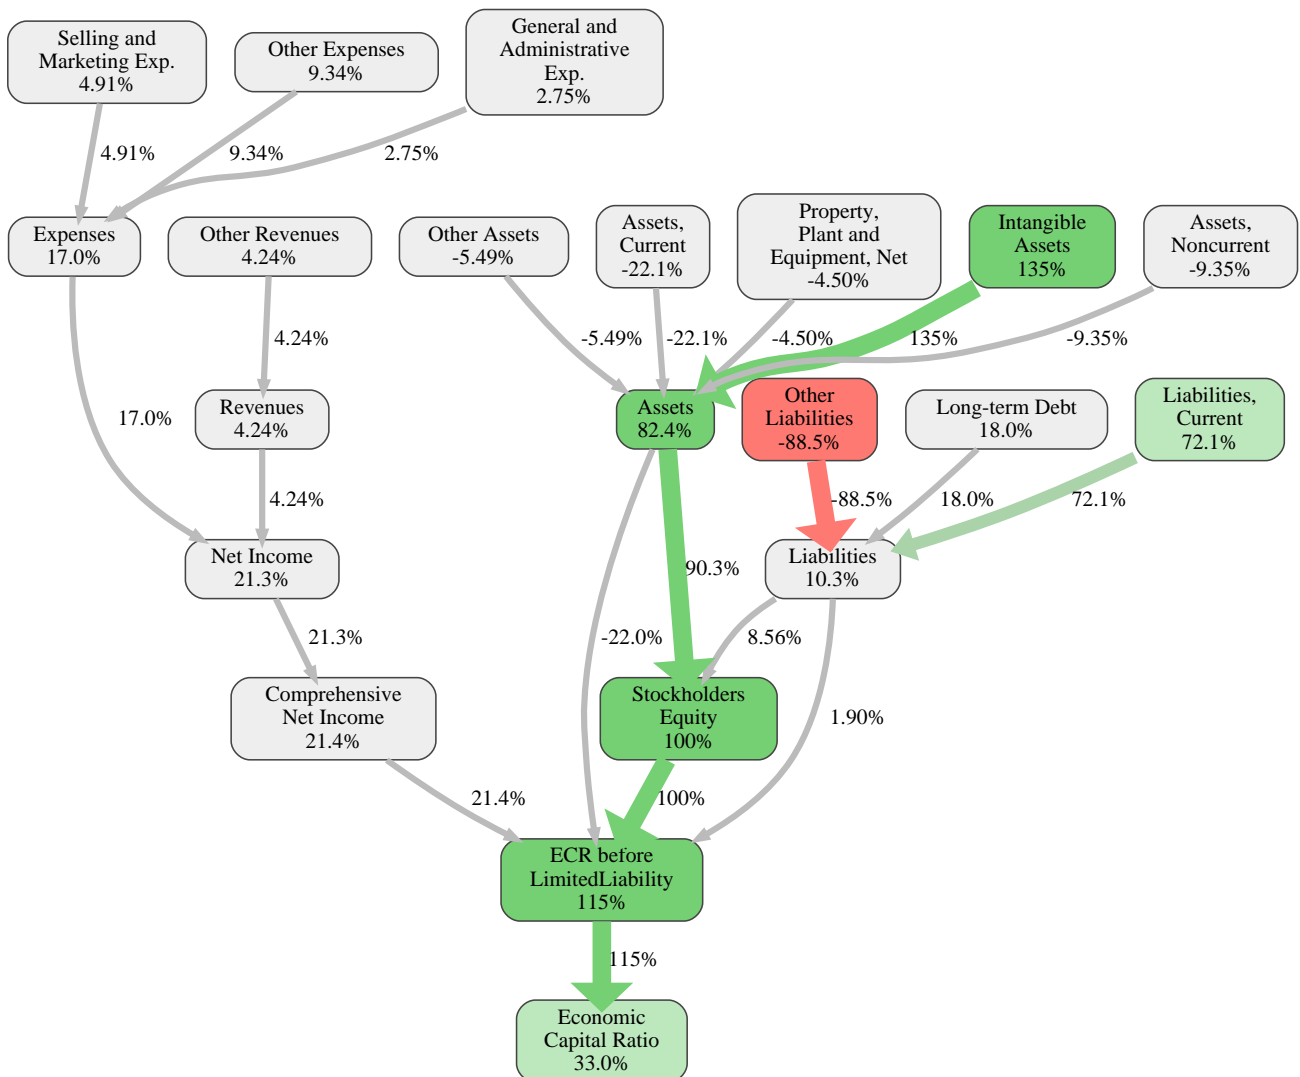 Selling and
Marketing Exp.
4.91%
Other Expenses
9.34%
General and
Administrative
Exp.
2.75%
4.91%
9.34%
2.75%
Expenses
17.0%
Other Revenues
4.24%
Other Assets
-5.49%
Assets,
Current
-22.1%
Property,
Plant and
Equipment, Net
-4.50%
Intangible
Assets
135%
Assets,
Noncurrent
-9.35%
4.24%
-5.49%
-22.1%
-4.50%
135%
-9.35%
17.0%
Revenues
4.24%
Assets
82.4%
Other
Liabilities
-88.5%
Long-term Debt
18.0%
Liabilities,
Current
72.1%
4.24%
-88.5%
18.0%
72.1%
Net Income
21.3%
90.3%
Liabilities
10.3%
21.3%
-22.0%
8.56%
Comprehensive
Net Income
21.4%
Stockholders
Equity
100%
1.90%
21.4%
100%
ECR before
LimitedLiability
115%
115%
Economic
Capital Ratio
33.0%